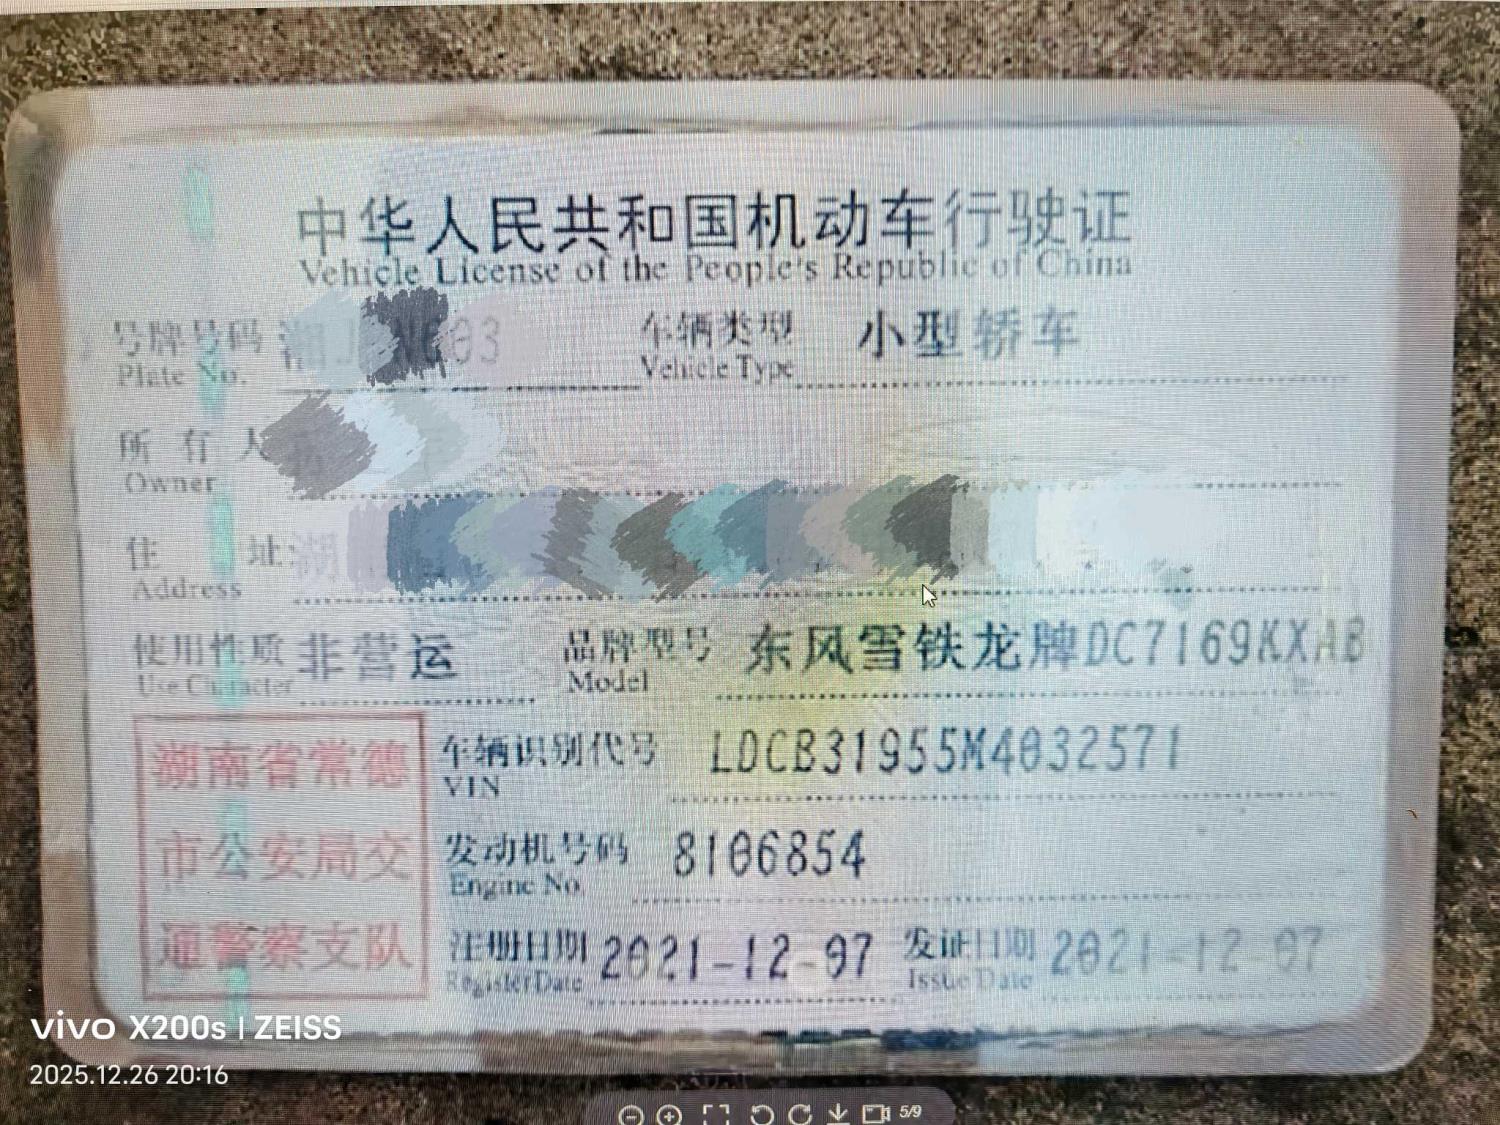 中华人民共和国机动车行驶证
Vehicle License of the People's Republic of China
号牌号码 湘J 03 车辆类型 小型轿车
Plate No. Vehicle Type
所有人
Owner
住址 湖
Address
使用性质 非营运 品牌型号 东风雪铁龙牌DC7169KXAB
Use Character Model
湖南省常德
市公安局交
通警察支队
车辆识别代号 LDCB31955M4032571
VIN
发动机号码 8106854
Engine No.
注册日期 2021-12-07 发证日期 2021-12-07
Register Date Issue Date
vivo X200s | ZEISS
2025.12.26 20:16
5/9